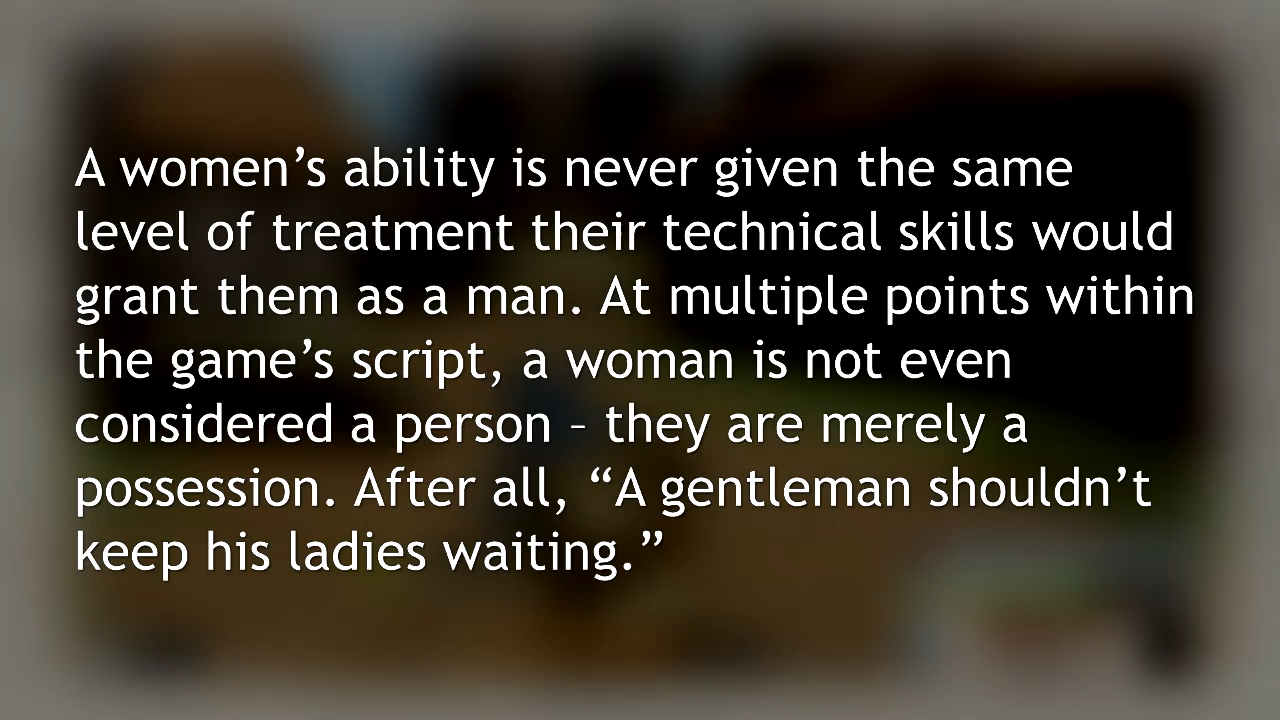 A women’s ability is never given the same
level of treatment their technical skills would
grant them as a man. At multiple points within
the game’s script, a woman is not even
considered a person – they are merely a
possession. After all, “A gentleman shouldn’t
keep his ladies waiting.”